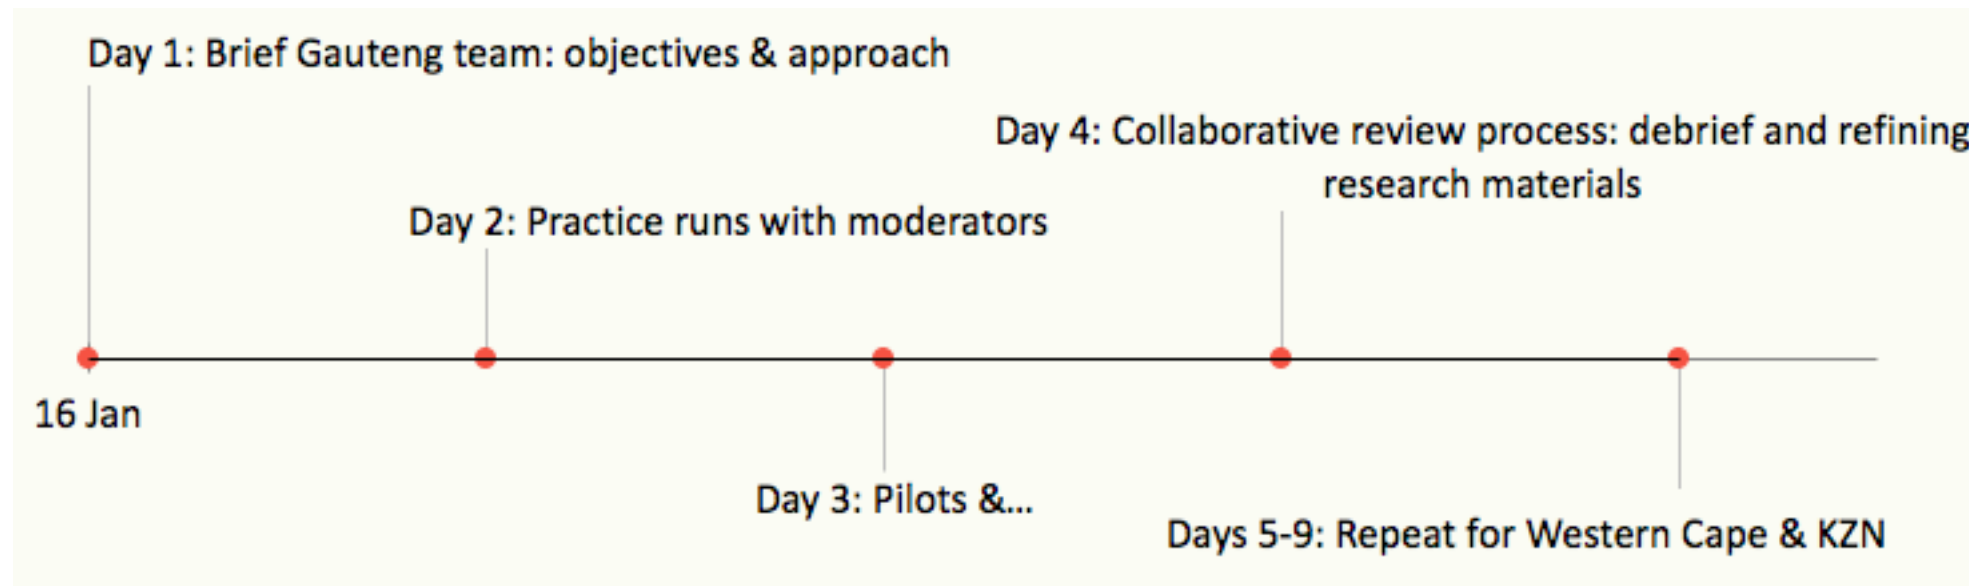 Day 1: Brief Gauteng team: objectives & approach
Day 4: Collaborative review process: debrief and refining
research materials
Day 2: Practice runs with moderators
16 Jan
Day 3: Pilots &...
Days 5-9: Repeat for Western Cape & KZN